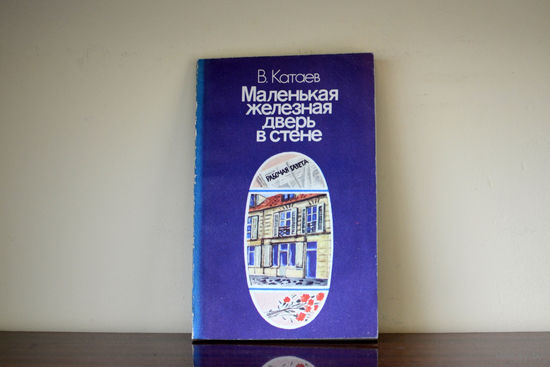 В. Катаев
Маленькая
железная
дверь
в стене
РАБОЧАЯ ГАЗЕТА